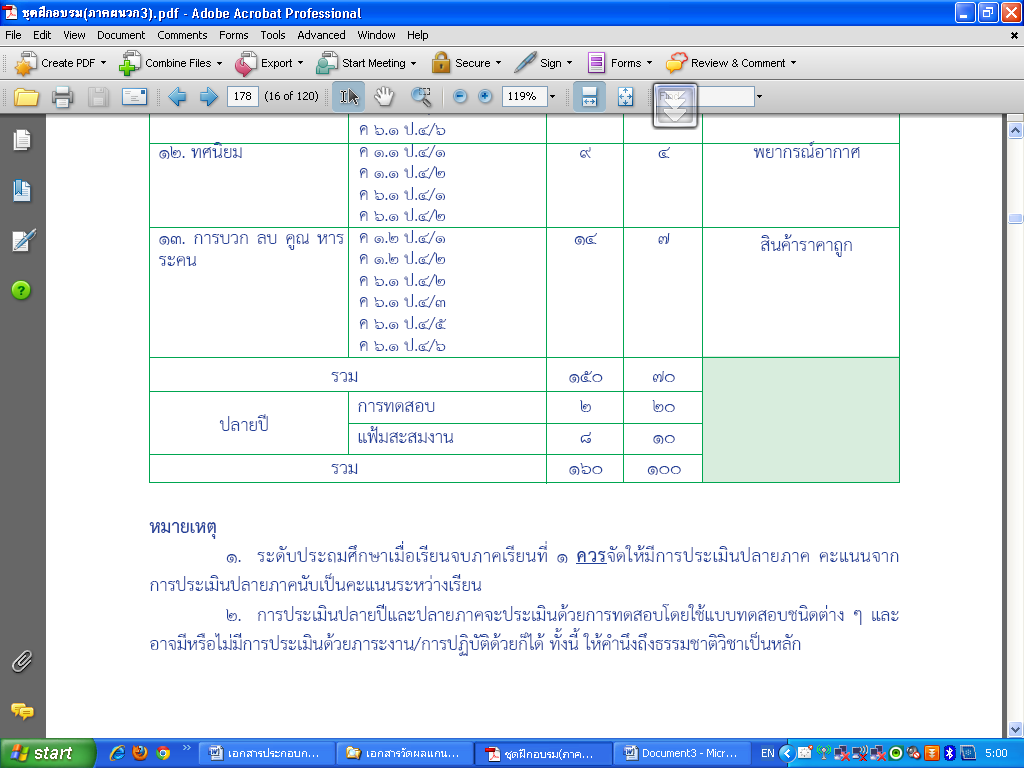 ชุดฝึกอบรม(ภาคผนวก3).pdf - Adobe Acrobat Professional
File Edit View Document Comments Forms Tools Advanced Window Help
Create PDF Combine Files Export Start Meeting Secure Sign Forms Review & Comment
178 (16 of 120) 119%
ค ๖.๑ ป.๔/๖
๑๒. ทศนิยม ค ๑.๑ ป.๔/๑ ๙ ๔ พยากรณ์อากาศ
ค ๑.๑ ป.๔/๒
ค ๖.๑ ป.๔/๑
ค ๖.๑ ป.๔/๒
๑๓. การบวก ลบ คูณ หาร ค ๑.๒ ป.๔/๑ ๑๔ ๗ สินค้าราคาถูก
ระคน ค ๑.๒ ป.๔/๒
ค ๖.๑ ป.๔/๒
ค ๖.๑ ป.๔/๓
ค ๖.๑ ป.๔/๕
ค ๖.๑ ป.๔/๖
รวม ๑๕๐ ๗๐
ปลายปี การทดสอบ ๒ ๒๐
แฟ้มสะสมงาน ๘ ๑๐
รวม ๑๖๐ ๑๐๐
หมายเหตุ
๑. ระดับประถมศึกษาเมื่อเรียนจบภาคเรียนที่ ๑ ควรจัดให้มีการประเมินปลายภาค คะแนนจาก
การประเมินปลายภาคนับเป็นคะแนนระหว่างเรียน
๒. การประเมินปลายปีและปลายภาคจะประเมินด้วยการทดสอบโดยใช้แบบทดสอบชนิดต่าง ๆ และ
อาจมีหรือไม่มีการประเมินด้วยภาระงาน/การปฏิบัติด้วยก็ได้ ทั้งนี้ ให้คำนึงถึงธรรมชาติวิชาเป็นหลัก
start เอกสารประกอบก... เอกสารวัดผลแกน... ชุดฝึกอบรม(ภาค... Document3 - Micr... EN 5:00